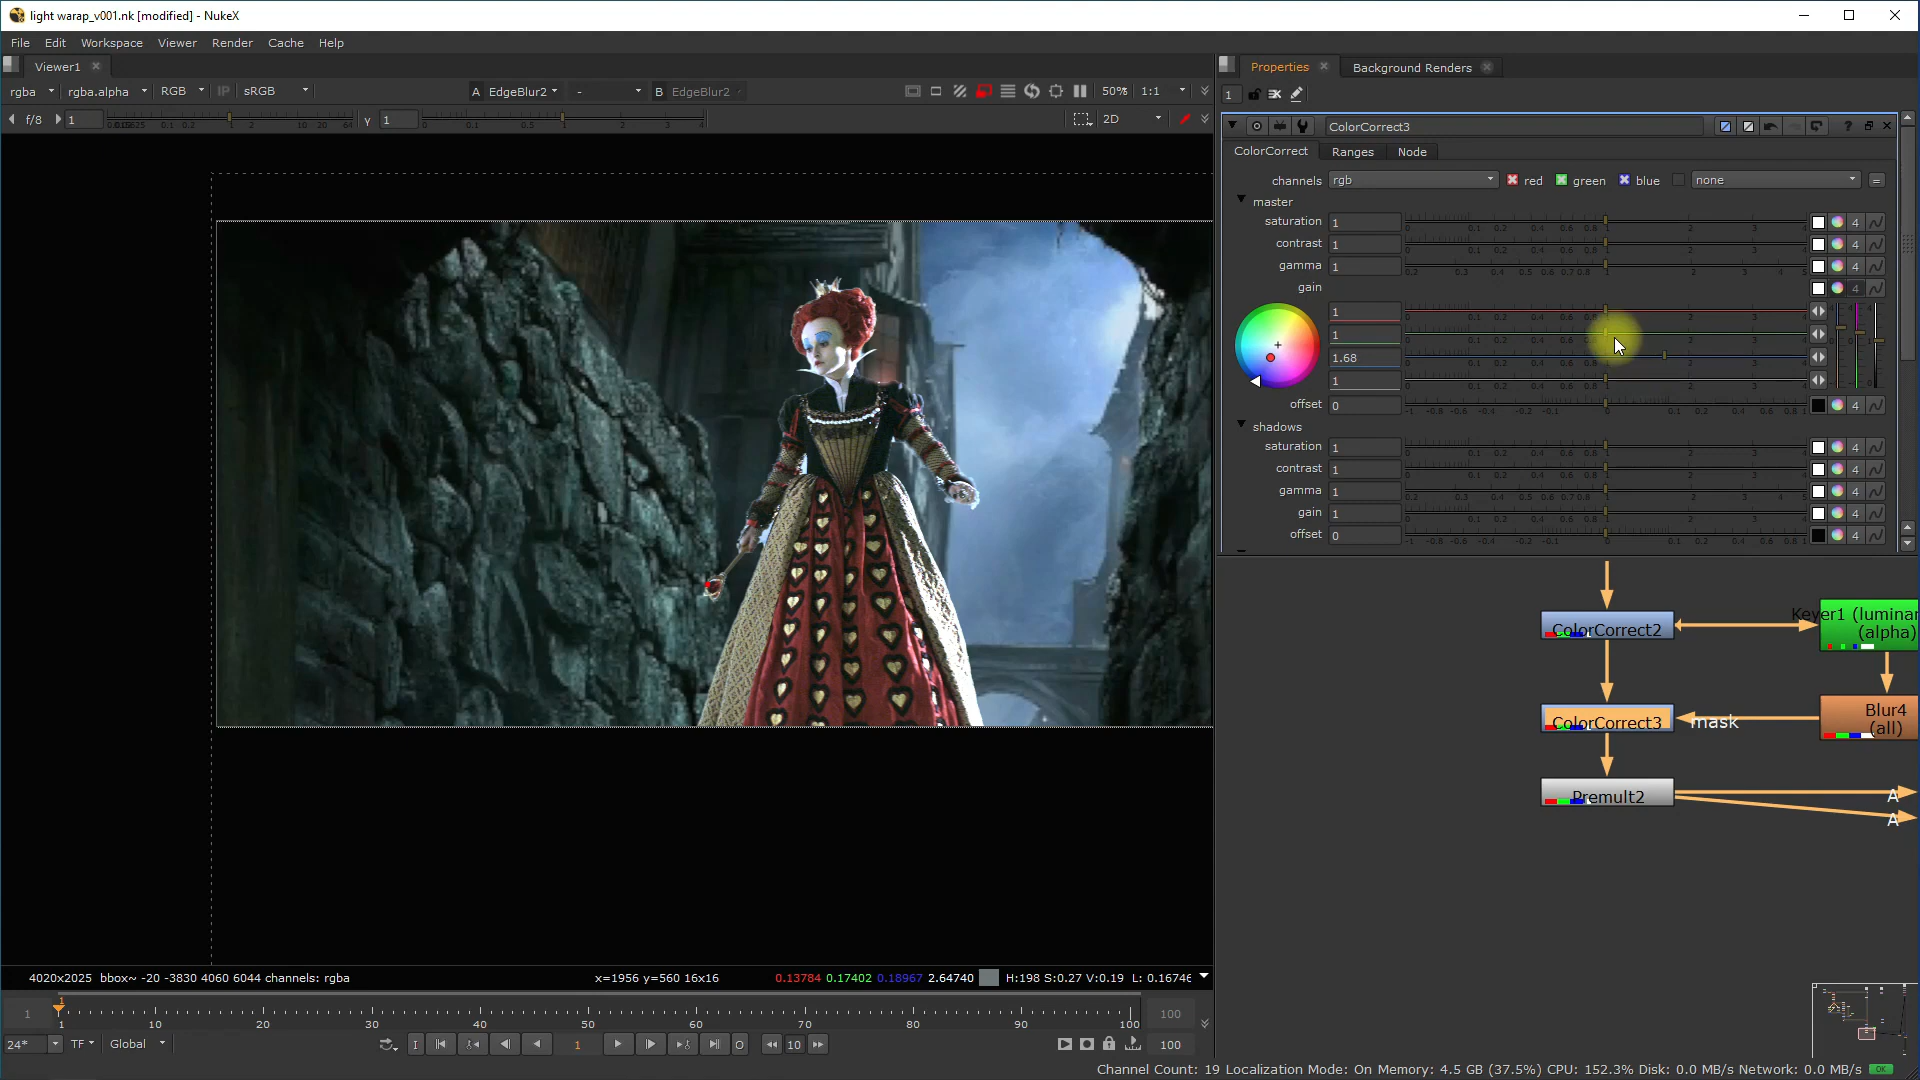 light warap_v001.nk [modified] - NukeX
File Edit Workspace Viewer Render Cache Help
Viewer1
rgba rgba.alpha RGB IP sRGB A EdgeBlur2 - B EdgeBlur2 50% 1:1
f/8 1 y 1 2D
Properties Background Renders
1
ColorCorrect3
ColorCorrect Ranges Node
channels rgb red green blue none =
master
saturation 1
contrast 1
gamma 1
gain
1
1
1.68
1
offset 0
shadows
saturation 1
contrast 1
gamma 1
gain 1
offset 0
ColorCorrect2
Keyer1 (luminan
(alpha)
ColorCorrect3
mask
Blur4
(all)
Premult2
A
A
4020x2025 bbox~ -20 -3830 4060 6044 channels: rgba x=1956 y=560 16x16 0.13784 0.17402 0.18967 2.64740 H:198 S:0.27 V:0.19 L: 0.16746
1
1 1 10 20 30 40 50 60 70 80 90 100 100
24* TF Global 1 10 100
Channel Count: 19 Localization Mode: On Memory: 4.5 GB (37.5%) CPU: 152.3% Disk: 0.0 MB/s Network: 0.0 MB/s OK